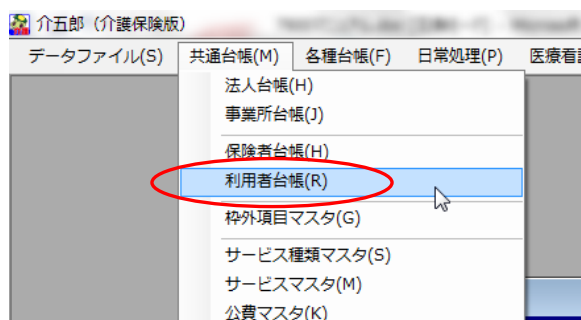 介五郎（介護保険版）
データファイル(S) 共通台帳(M) 各種台帳(F) 日常処理(P) 医療看
法人台帳(H)
事業所台帳(J)
保険者台帳(H)
利用者台帳(R)
枠外項目マスタ(G)
サービス種類マスタ(S)
サービスマスタ(M)
公費マスタ(K)